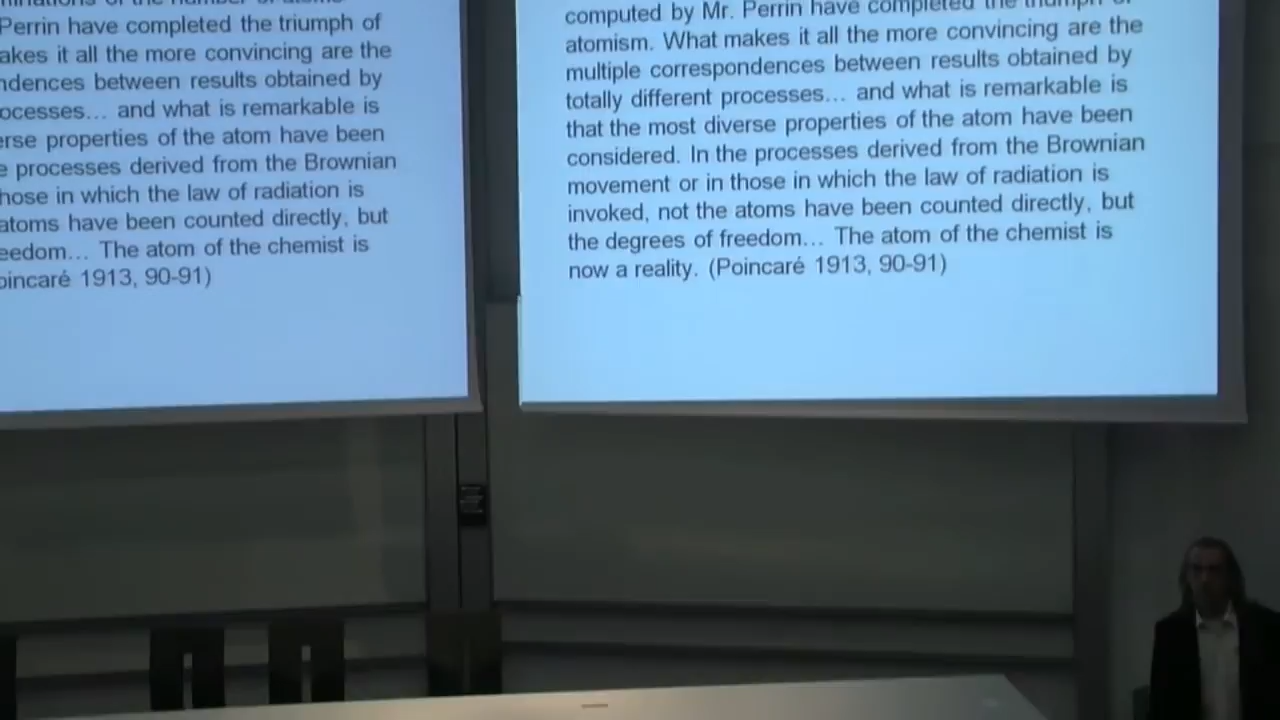 Perrin have completed the triumph of
akes it all the more convincing are the
ndences between results obtained by
ocesses... and what is remarkable is
erse properties of the atom have been
e processes derived from the Brownian
hose in which the law of radiation is
atoms have been counted directly, but
eedom... The atom of the chemist is
oincaré 1913, 90-91)
computed by Mr. Perrin have completed the triumph of
atomism. What makes it all the more convincing are the
multiple correspondences between results obtained by
totally different processes... and what is remarkable is
that the most diverse properties of the atom have been
considered. In the processes derived from the Brownian
movement or in those in which the law of radiation is
invoked, not the atoms have been counted directly, but
the degrees of freedom... The atom of the chemist is
now a reality. (Poincaré 1913, 90-91)